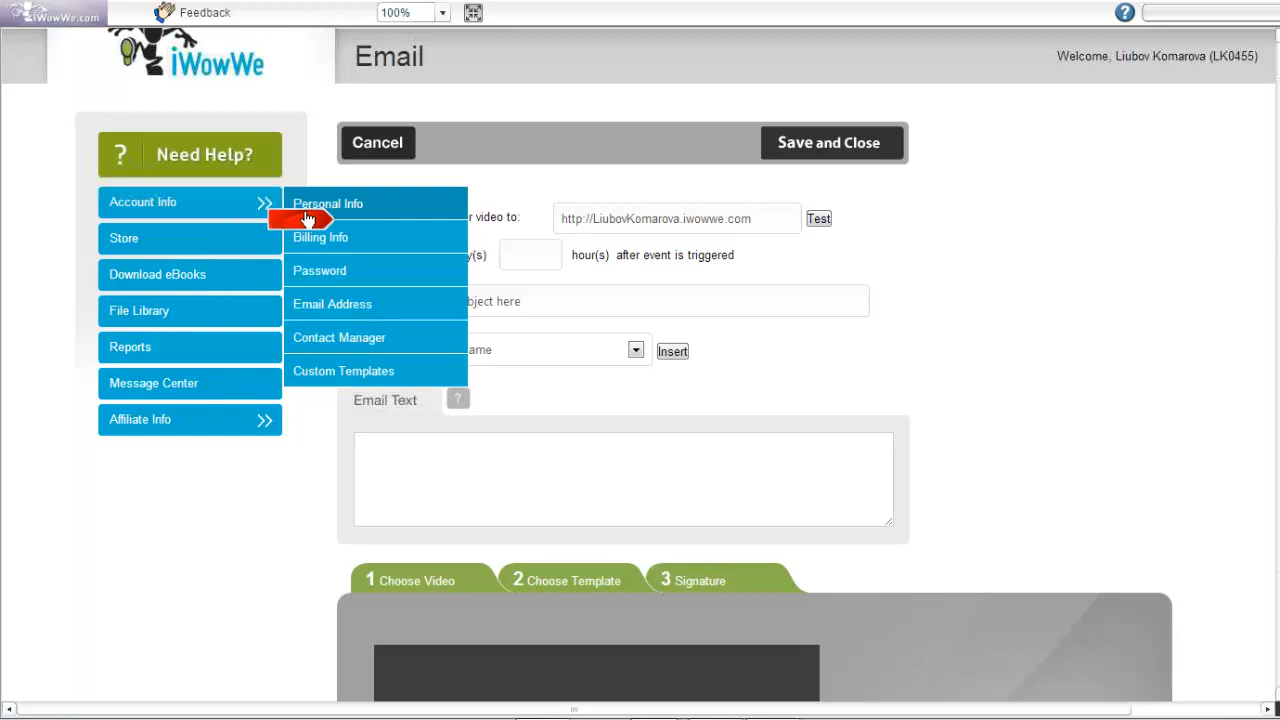 iWowWe.com
Feedback
100%
?
iWowWe
Email
Welcome, Liubov Komarova (LK0455)
? Need Help?
Cancel
Save and Close
Account Info
Personal Info
Billing Info
Password
Email Address
Contact Manager
Custom Templates
Store
Download eBooks
File Library
Reports
Message Center
Affiliate Info
video to:
http://LiubovKomarova.iwowwe.com
Test
hour(s) after event is triggered
here
Insert
Email Text
?
1 Choose Video
2 Choose Template
3 Signature